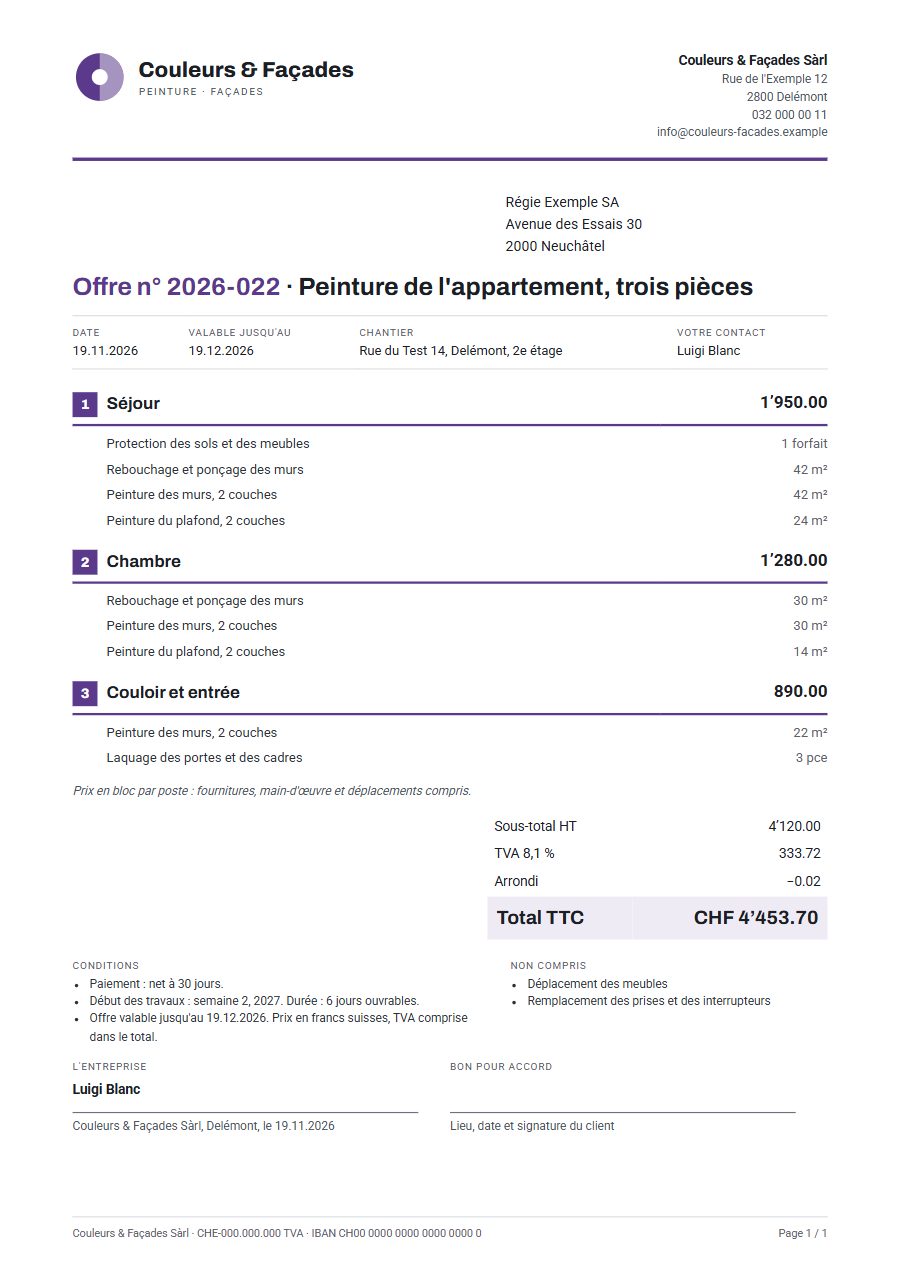 Couleurs & Façades
PEINTURE · FAÇADES
Couleurs & Façades Sàrl
Rue de l'Exemple 12
2800 Delémont
032 000 00 11
info@couleurs-facades.example
Régie Exemple SA
Avenue des Essais 30
2000 Neuchâtel
Offre n° 2026-022 · Peinture de l'appartement, trois pièces
DATE VALABLE JUSQU'AU CHANTIER VOTRE CONTACT
19.11.2026 19.12.2026 Rue du Test 14, Delémont, 2e étage Luigi Blanc
1 Séjour 1’950.00
Protection des sols et des meubles 1 forfait
Rebouchage et ponçage des murs 42 m²
Peinture des murs, 2 couches 42 m²
Peinture du plafond, 2 couches 24 m²
2 Chambre 1’280.00
Rebouchage et ponçage des murs 30 m²
Peinture des murs, 2 couches 30 m²
Peinture du plafond, 2 couches 14 m²
3 Couloir et entrée 890.00
Peinture des murs, 2 couches 22 m²
Laquage des portes et des cadres 3 pce
Prix en bloc par poste : fournitures, main-d'œuvre et déplacements compris.
Sous-total HT 4’120.00
TVA 8,1 % 333.72
Arrondi −0.02
Total TTC CHF 4’453.70
CONDITIONS
• Paiement : net à 30 jours.
• Début des travaux : semaine 2, 2027. Durée : 6 jours ouvrables.
• Offre valable jusqu'au 19.12.2026. Prix en francs suisses, TVA comprise
dans le total.
NON COMPRIS
• Déplacement des meubles
• Remplacement des prises et des interrupteurs
L'ENTREPRISE
Luigi Blanc
Couleurs & Façades Sàrl, Delémont, le 19.11.2026
BON POUR ACCORD
Lieu, date et signature du client
Couleurs & Façades Sàrl · CHE-000.000.000 TVA · IBAN CH00 0000 0000 0000 0000 0 Page 1 / 1